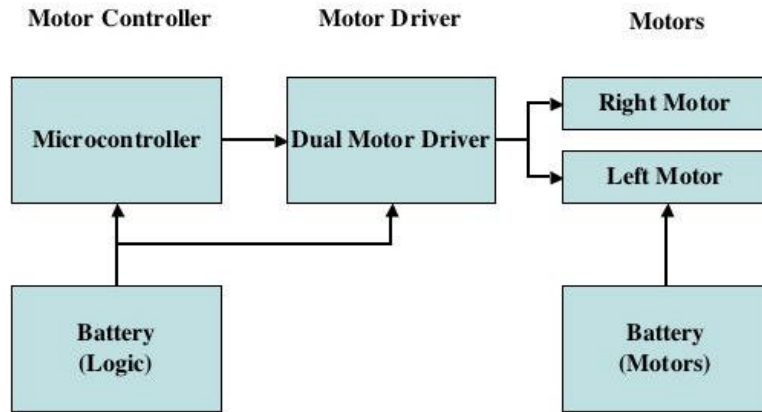 Motor Controller
Motor Driver
Motors
Microcontroller
Dual Motor Driver
Right Motor
Left Motor
Battery
(Logic)
Battery
(Motors)